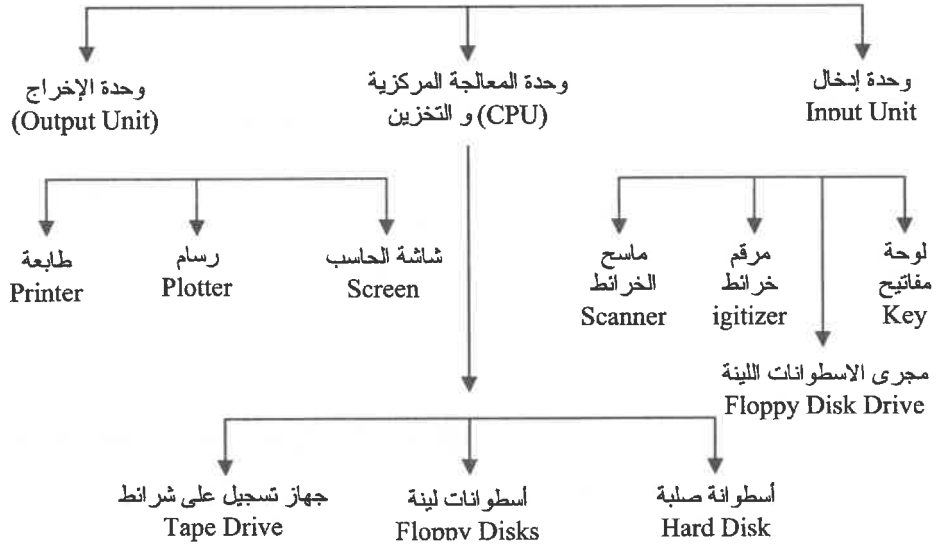 وحدة إدخال
Input Unit
وحدة المعالجة المركزية
(CPU) و التخزين
وحدة الإخراج
(Output Unit)
لوحة
مفاتيح
Key
مرقم
خرائط
igitizer
ماسح
الخرائط
Scanner
مجرى الاسطوانات اللينة
Floppy Disk Drive
شاشة الحاسب
Screen
رسام
Plotter
طابعة
Printer
أسطوانة صلبة
Hard Disk
أسطوانات لينة
Floppy Disks
جهاز تسجيل على شرائط
Tape Drive